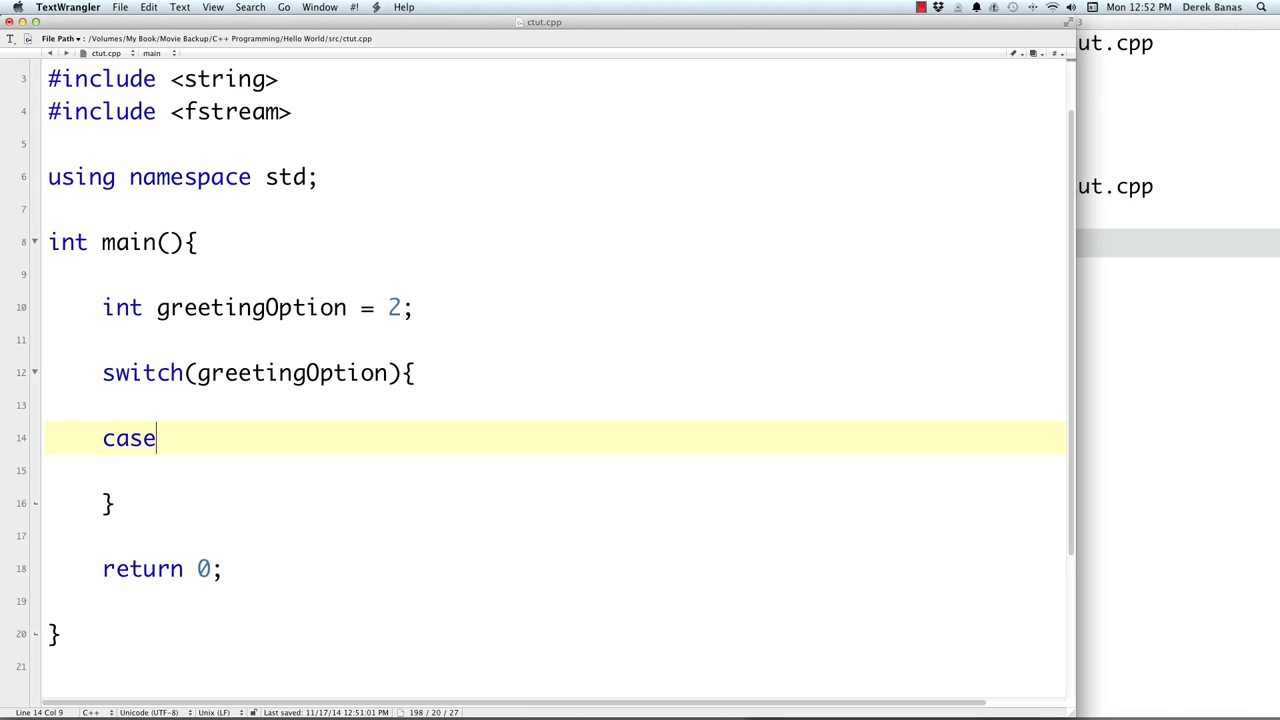 TextWrangler File Edit Text View Search Go Window #! Help Mon 12:52 PM Derek Banas
ctut.cpp
File Path ▾ : /Volumes/My Book/Movie Backup/C++ Programming/Hello World/src/ctut.cpp
ctut.cpp main
3 #include <string>
4 #include <fstream>
5
6 using namespace std;
7
8 int main(){
9
10 int greetingOption = 2;
11
12 switch(greetingOption){
13
14 case
15
16 }
17
18 return 0;
19
20 }
21
Line 14 Col 9 C++ Unicode (UTF-8) Unix (LF) Last saved: 11/17/14 12:51:01 PM 198 / 20 / 27
ut.cpp
ut.cpp